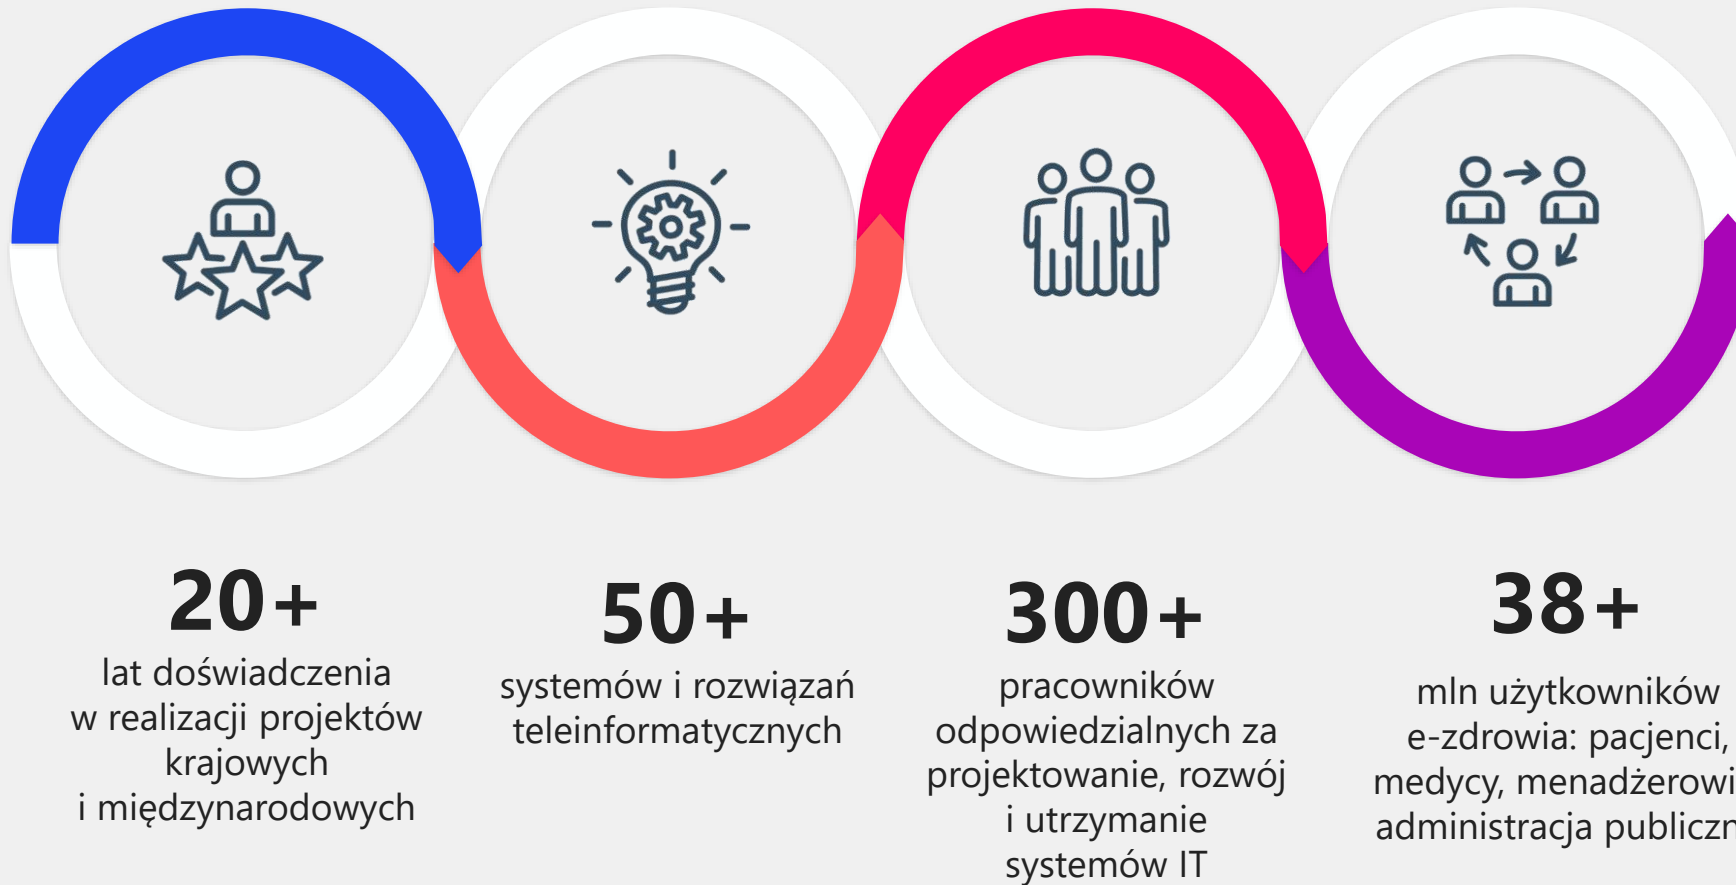 20+
lat doświadczenia
w realizacji projektów
krajowych
i międzynarodowych
50+
systemów i rozwiązań
teleinformatycznych
300+
pracowników
odpowiedzialnych za
projektowanie, rozwój
i utrzymanie
systemów IT
38+
mln użytkowników
e-zdrowia: pacjenci,
medycy,
administracja